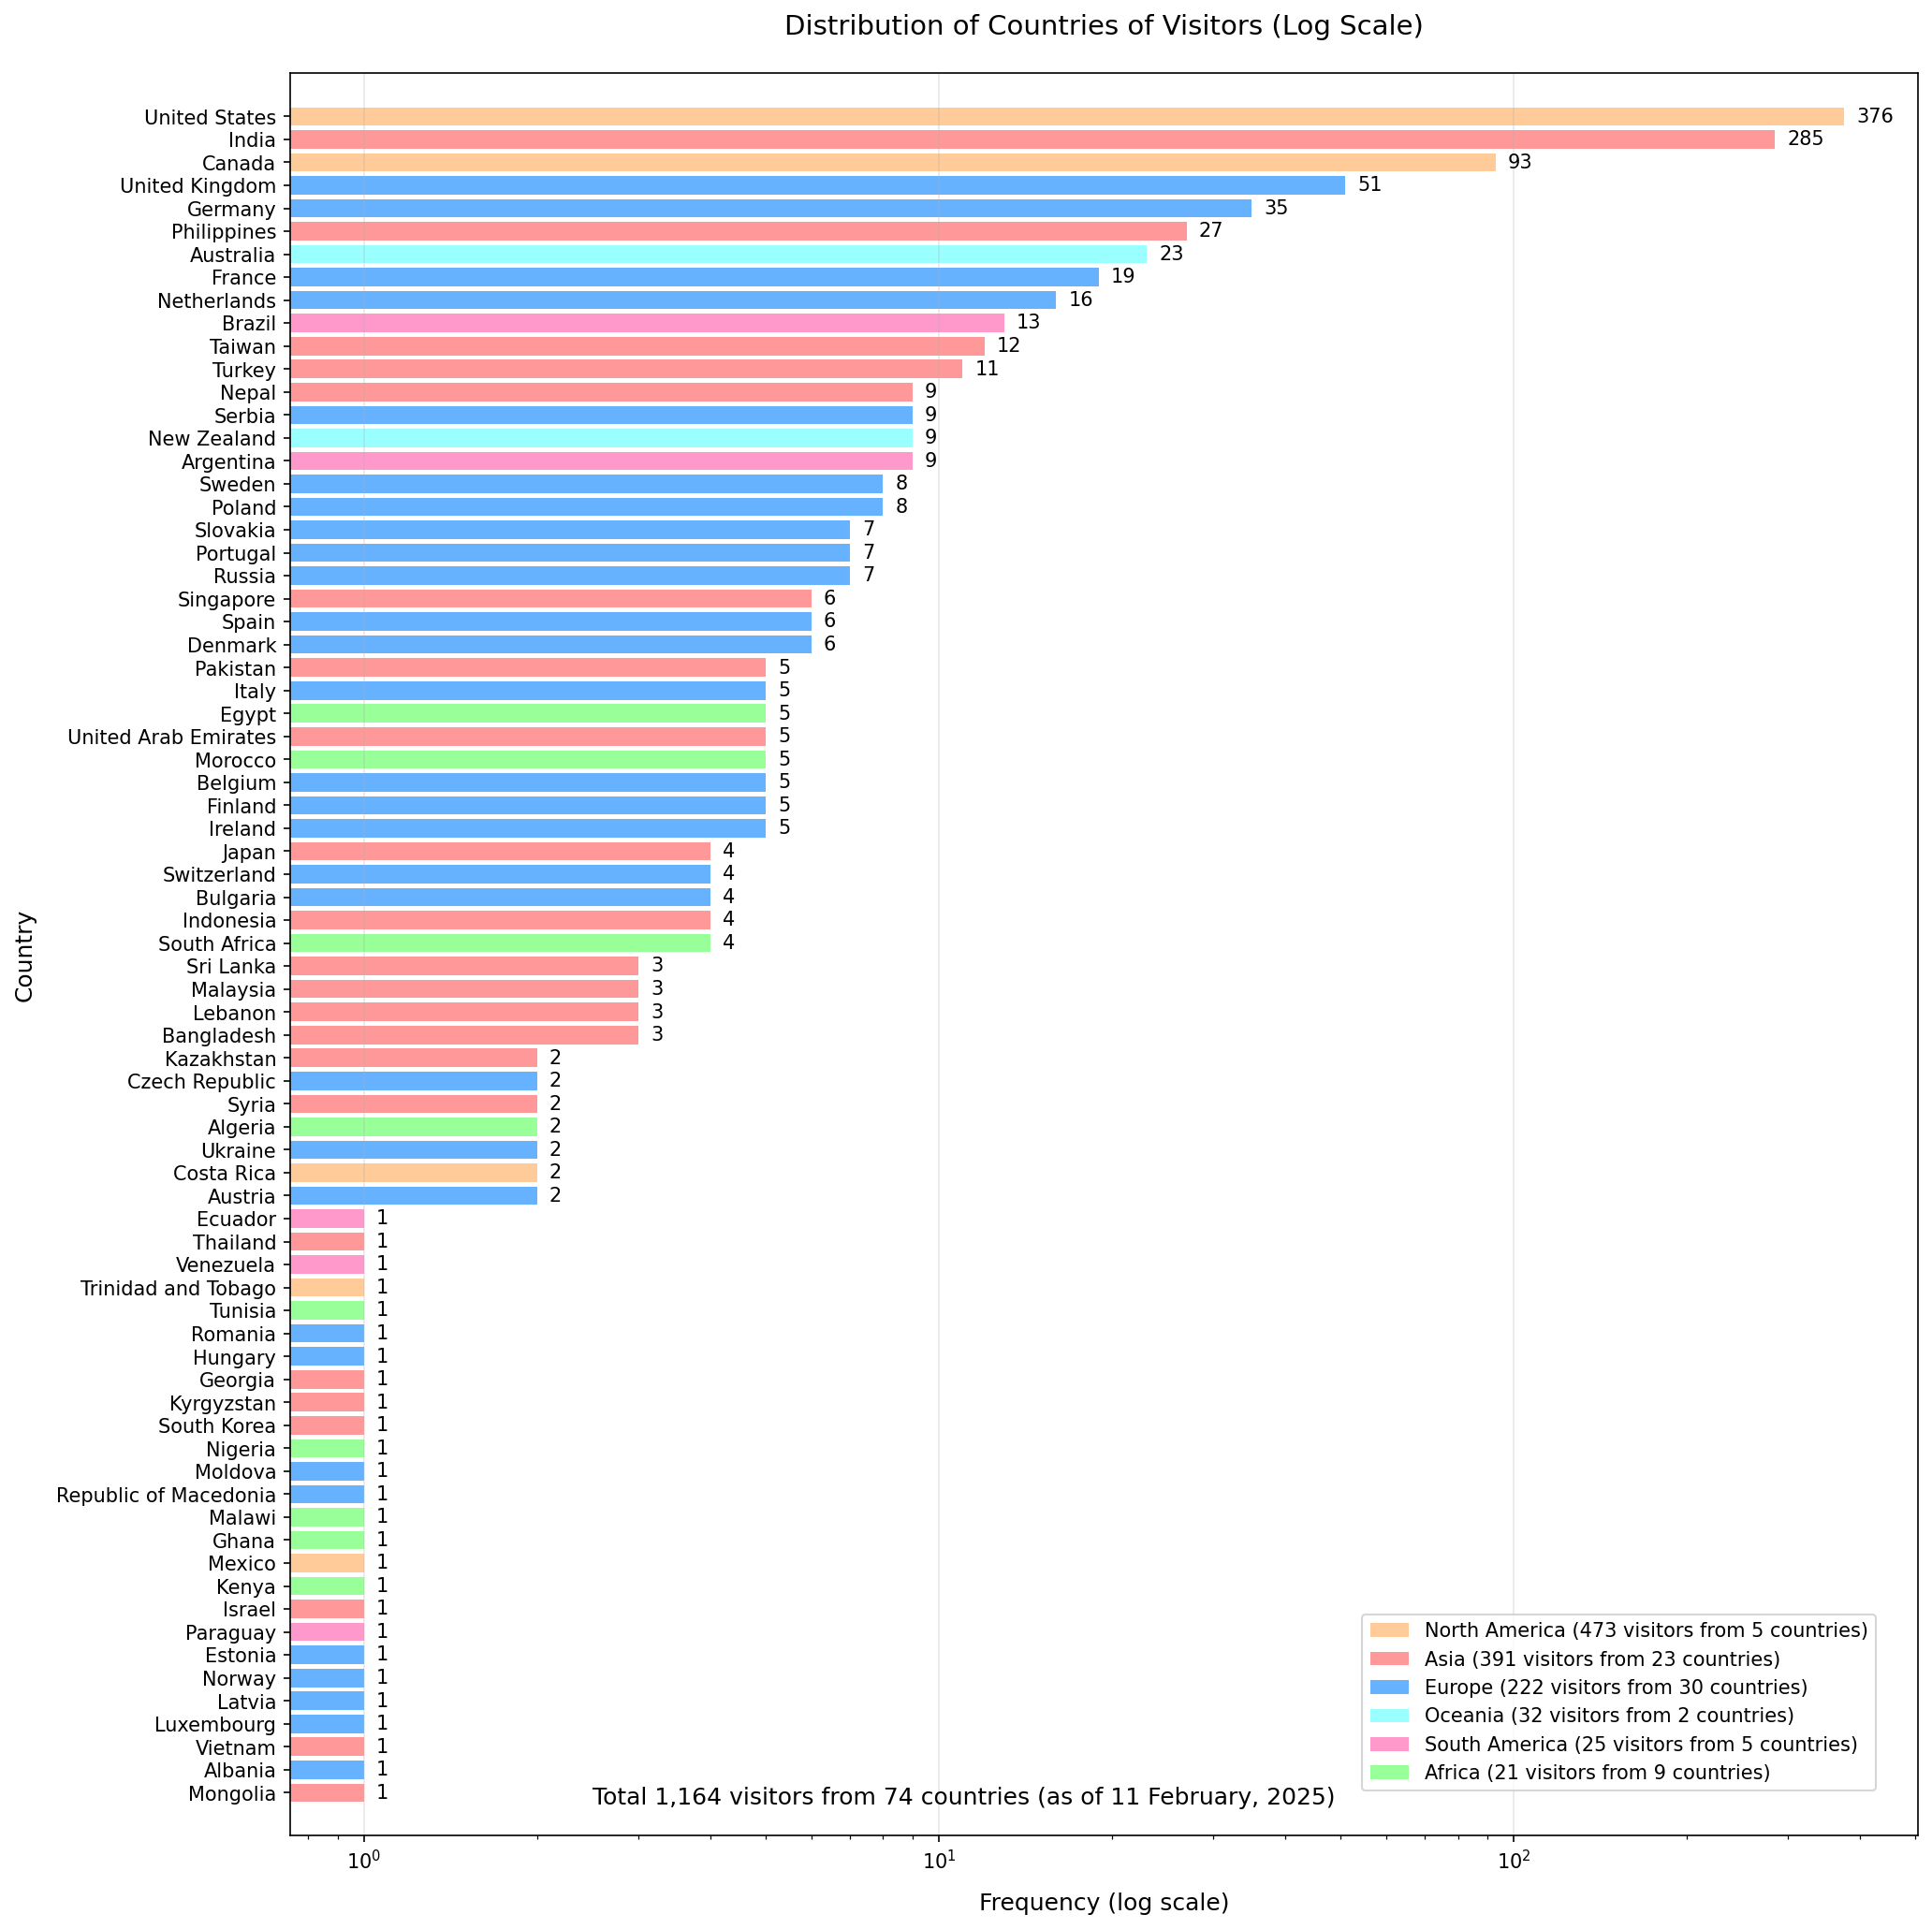 Distribution of Countries of Visitors (Log Scale)
United States 376
India 285
Canada 93
United Kingdom 51
Germany 35
Philippines 27
Australia 23
France 19
Netherlands 16
Brazil 13
Taiwan 12
Turkey 11
Nepal 9
Serbia 9
New Zealand 9
Argentina 9
Sweden 8
Poland 8
Slovakia 7
Portugal 7
Russia 7
Singapore 6
Spain 6
Denmark 6
Pakistan 5
Italy 5
Egypt 5
United Arab Emirates 5
Morocco 5
Belgium 5
Finland 5
Ireland 5
Japan 4
Switzerland 4
Bulgaria 4
Indonesia 4
South Africa 4
Sri Lanka 3
Malaysia 3
Lebanon 3
Bangladesh 3
Kazakhstan 2
Czech Republic 2
Syria 2
Algeria 2
Ukraine 2
Costa Rica 2
Austria 2
Ecuador 1
Thailand 1
Venezuela 1
Trinidad and Tobago 1
Tunisia 1
Romania 1
Hungary 1
Georgia 1
Kyrgyzstan 1
South Korea 1
Nigeria 1
Moldova 1
Republic of Macedonia 1
Malawi 1
Ghana 1
Mexico 1
Kenya 1
Israel 1
Paraguay 1
Estonia 1
Norway 1
Latvia 1
Luxembourg 1
Vietnam 1
Albania 1
Mongolia 1
Country
North America (473 visitors from 5 countries)
Asia (391 visitors from 23 countries)
Europe (222 visitors from 30 countries)
Oceania (32 visitors from 2 countries)
South America (25 visitors from 5 countries)
Africa (21 visitors from 9 countries)
Total 1,164 visitors from 74 countries (as of 11 February, 2025)
10⁰ 10¹ 10²
Frequency (log scale)